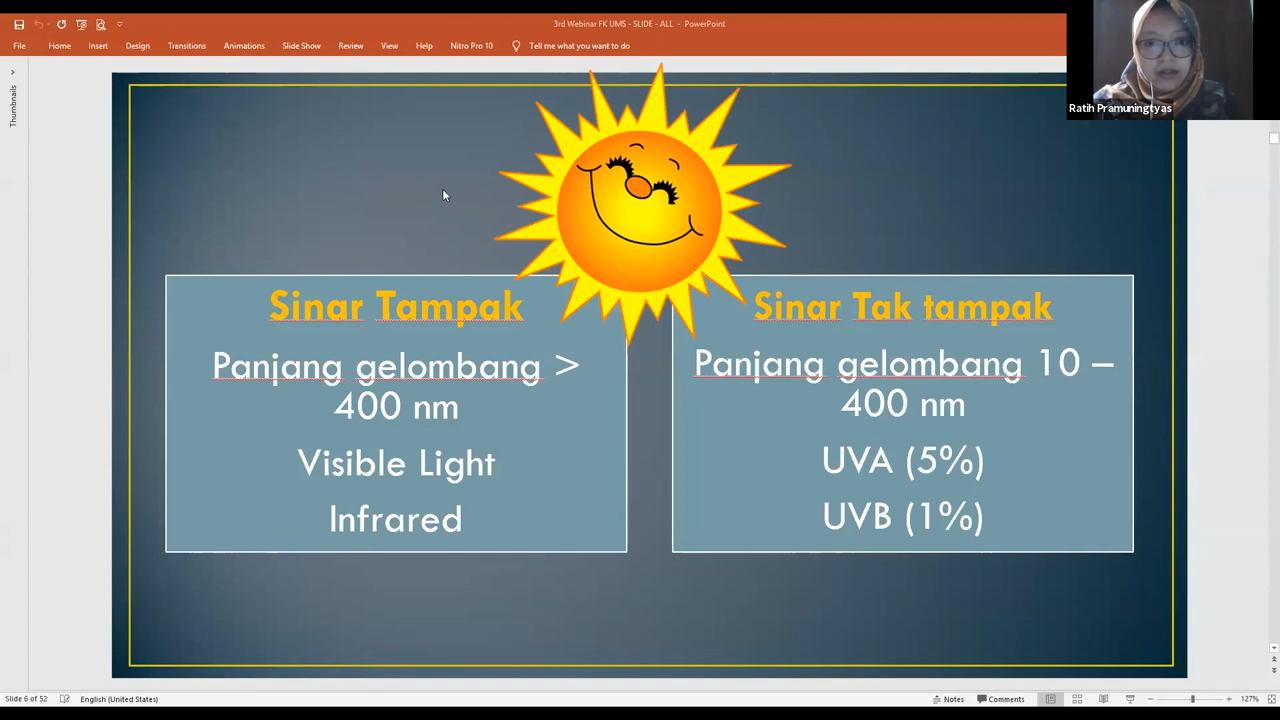 3rd Webinar FK UMS - SLIDE - ALL - PowerPoint
File Home Insert Design Transitions Animations Slide Show Review View Help Nitro Pro 10 Tell me what you want to do
Ratih Pramuningtyas
Thumbnails
Sinar Tampak
Panjang gelombang >
400 nm
Visible Light
Infrared
Sinar Tak tampak
Panjang gelombang 10 –
400 nm
UVA (5%)
UVB (1%)
Slide 6 of 52 English (United States) Notes Comments 127%